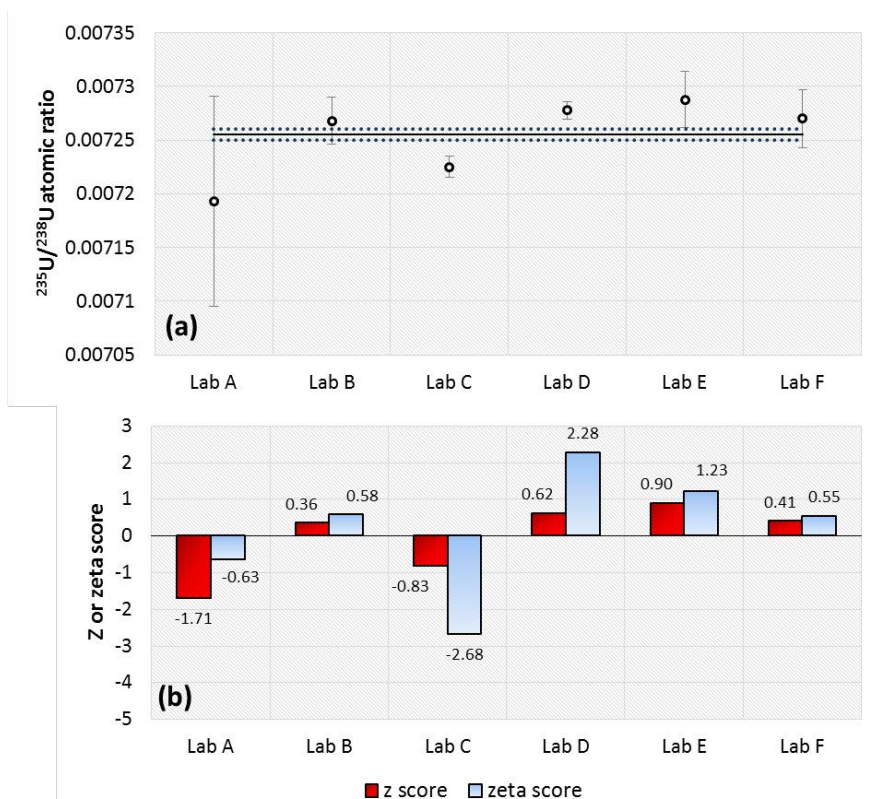 0.00735
0.0073
0.00725
0.0072
0.00715
0.0071
0.00705
²³⁵U/²³⁸U atomic ratio
(a)
Lab A Lab B Lab C Lab D Lab E Lab F
3
2
1
0
-1
-2
-3
-4
-5
Z or zeta score
-1.71 -0.63 0.36 0.58 -0.83 -2.68 0.62 2.28 0.90 1.23 0.41 0.55
(b)
Lab A Lab B Lab C Lab D Lab E Lab F
z score zeta score